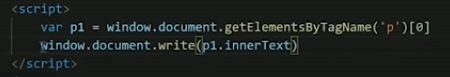 <script>
var p1 = window.document.getElementsByTagName('p')[0]
window.document.write(p1.innerText)
</script>